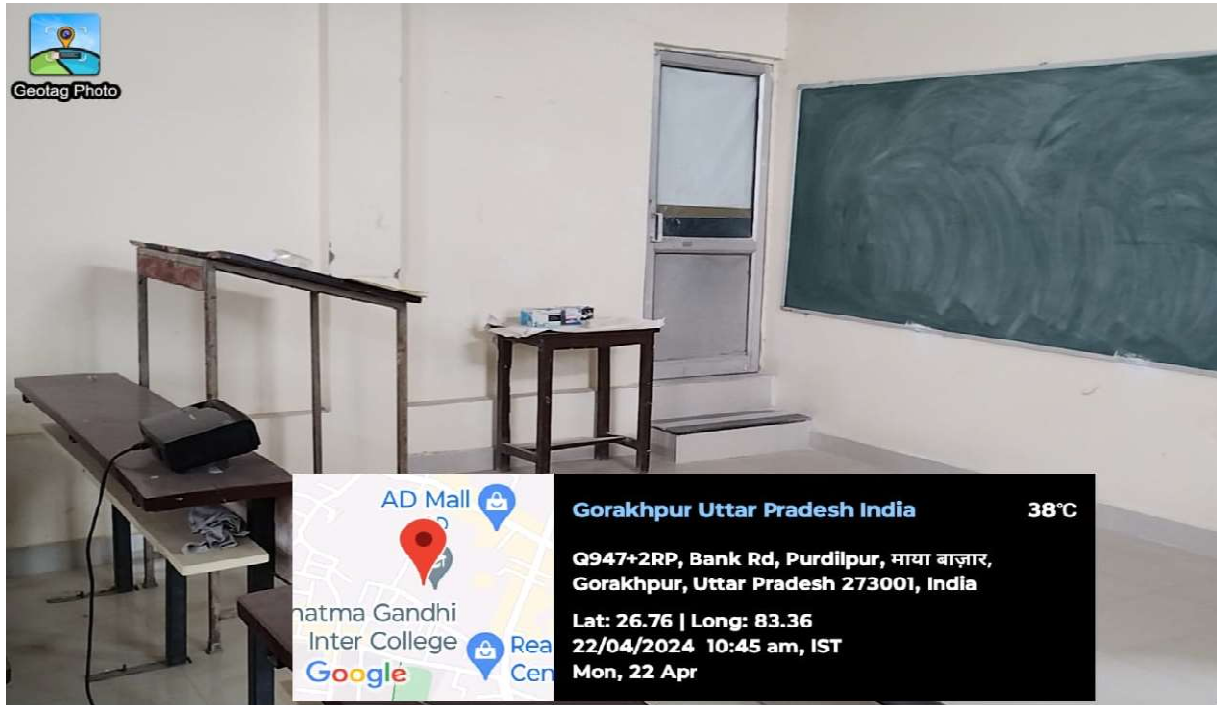 Geotag Photo
AD Mall
hatma Gandhi
Inter College
Rea
Cen
Google
Gorakhpur Uttar Pradesh India
38°C
Q947+2RP, Bank Rd, Purdilpur, माया बाज़ार,
Gorakhpur, Uttar Pradesh 273001, India
Lat: 26.76 | Long: 83.36
22/04/2024 10:45 am, IST
Mon, 22 Apr